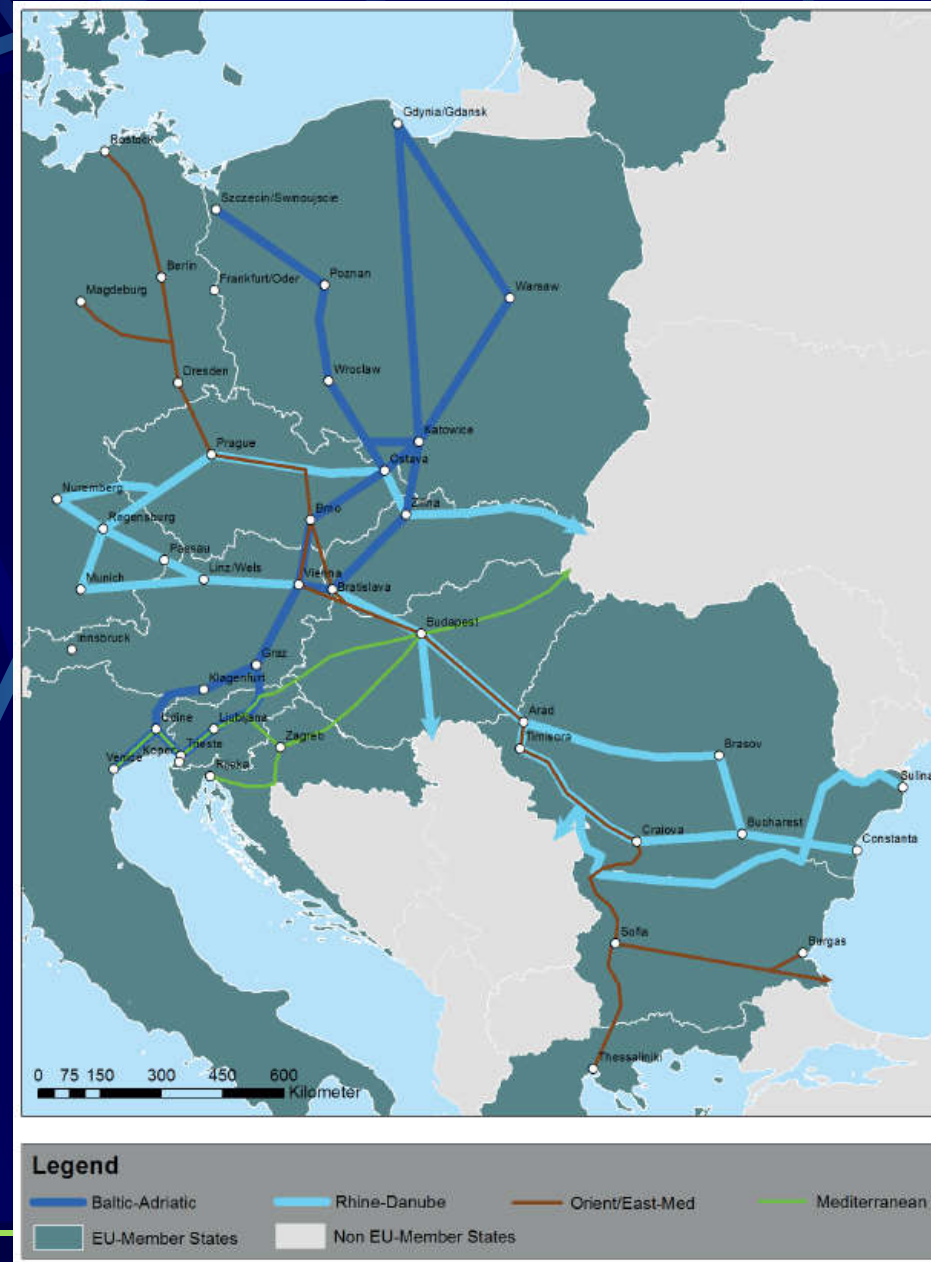 Gdynia/Gdansk
Rostock
Szczecin/Swinoujscie
Berlin
Frankfurt/Oder
Poznan
Magdeburg
Warsaw
Dresden
Wroclaw
Katowice
Prague
Ostava
Nuremberg
Zilina
Regensburg
Brno
Passau
Linz/Wels
Vienna
Munich
Bratislava
Budapest
Innsbruck
Graz
Klagenfurt
Arad
Udine
Ljubljana
Timisora
Zagreb
Brasov
Venice
Koper
Trieste
Rijeka
Sulina
Craiova
Bucharest
Constanta
Sofia
Burgas
Thessaliniki
0 75 150 300 450 600
Kilometer
Legend
Baltic-Adriatic Rhine-Danube Orient/East-Med Mediterranean
EU-Member States Non EU-Member States